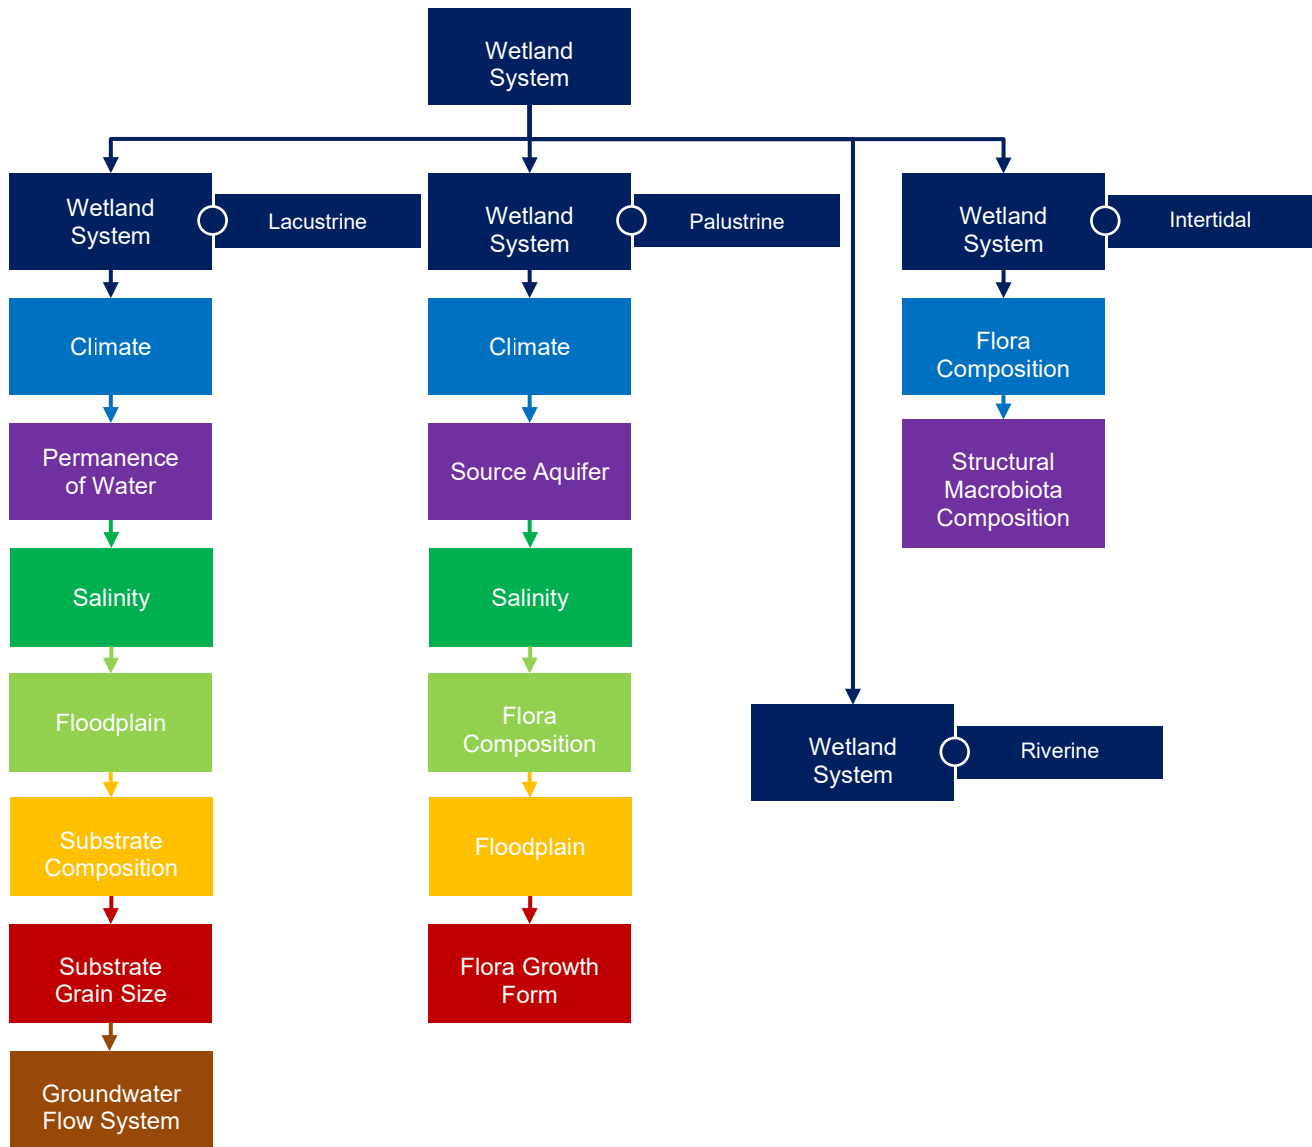 Wetland
System
Wetland
System
Lacustrine
Wetland
System
Palustrine
Wetland
System
Intertidal
Climate
Climate
Flora
Composition
Permanence
of Water
Source Aquifer
Structural
Macrobiota
Composition
Salinity
Salinity
Floodplain
Flora
Composition
Wetland
System
Riverine
Substrate
Composition
Floodplain
Substrate
Grain Size
Flora Growth
Form
Groundwater
Flow System